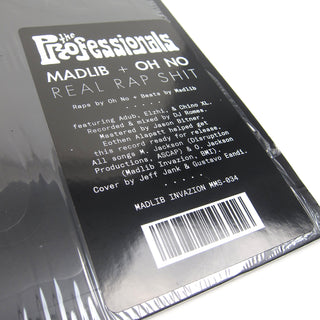 the
Professionals
MADLIB + OH NO
REAL RAP SHIT
Raps by Oh No • Beats by Madlib
featuring Adub, Elzhi, & Chino XL.
Recorded & mixed by DJ Romes.
Mastered by Jason Bitner.
Eothen Alapatt helped get
this record ready for release.
All songs M. Jackson (Disruption
Productions, ASCAP) & O. Jackson
(Madlib Invazion, BMI).
Cover by Jeff Jank & Gustavo Eandi.
MADLIB INVAZION MMS-034